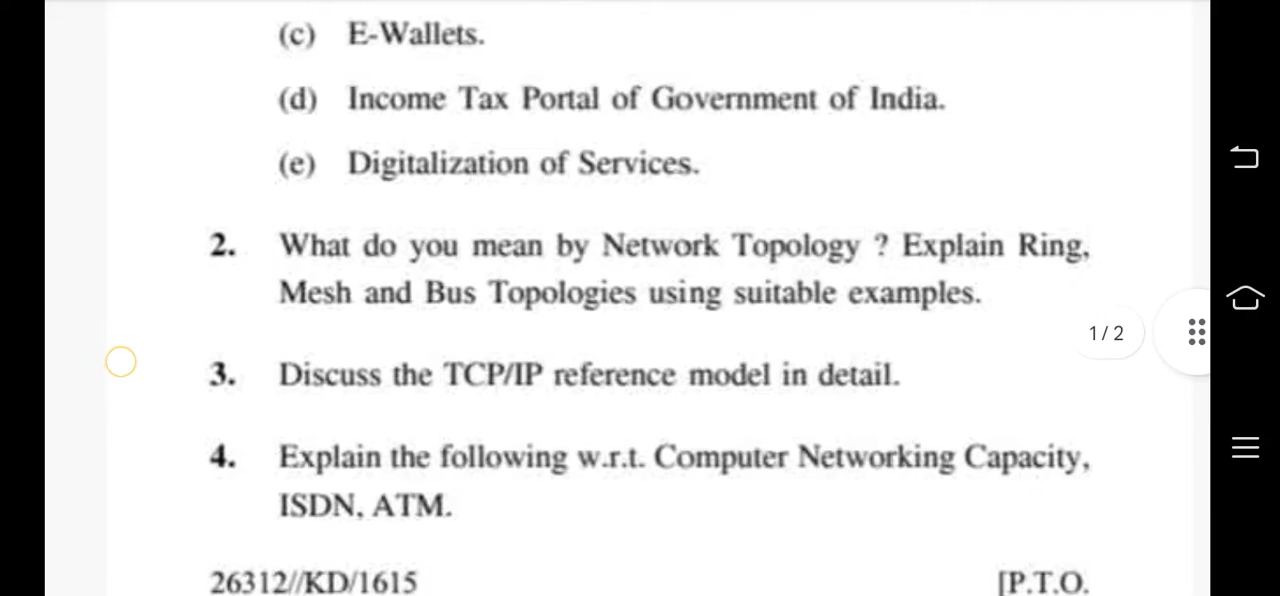 (c) E-Wallets.
(d) Income Tax Portal of Government of India.
(e) Digitalization of Services.
2. What do you mean by Network Topology ? Explain Ring,
Mesh and Bus Topologies using suitable examples.
1 / 2
3. Discuss the TCP/IP reference model in detail.
4. Explain the following w.r.t. Computer Networking Capacity,
ISDN, ATM.
26312//KD/1615 [P.T.O.